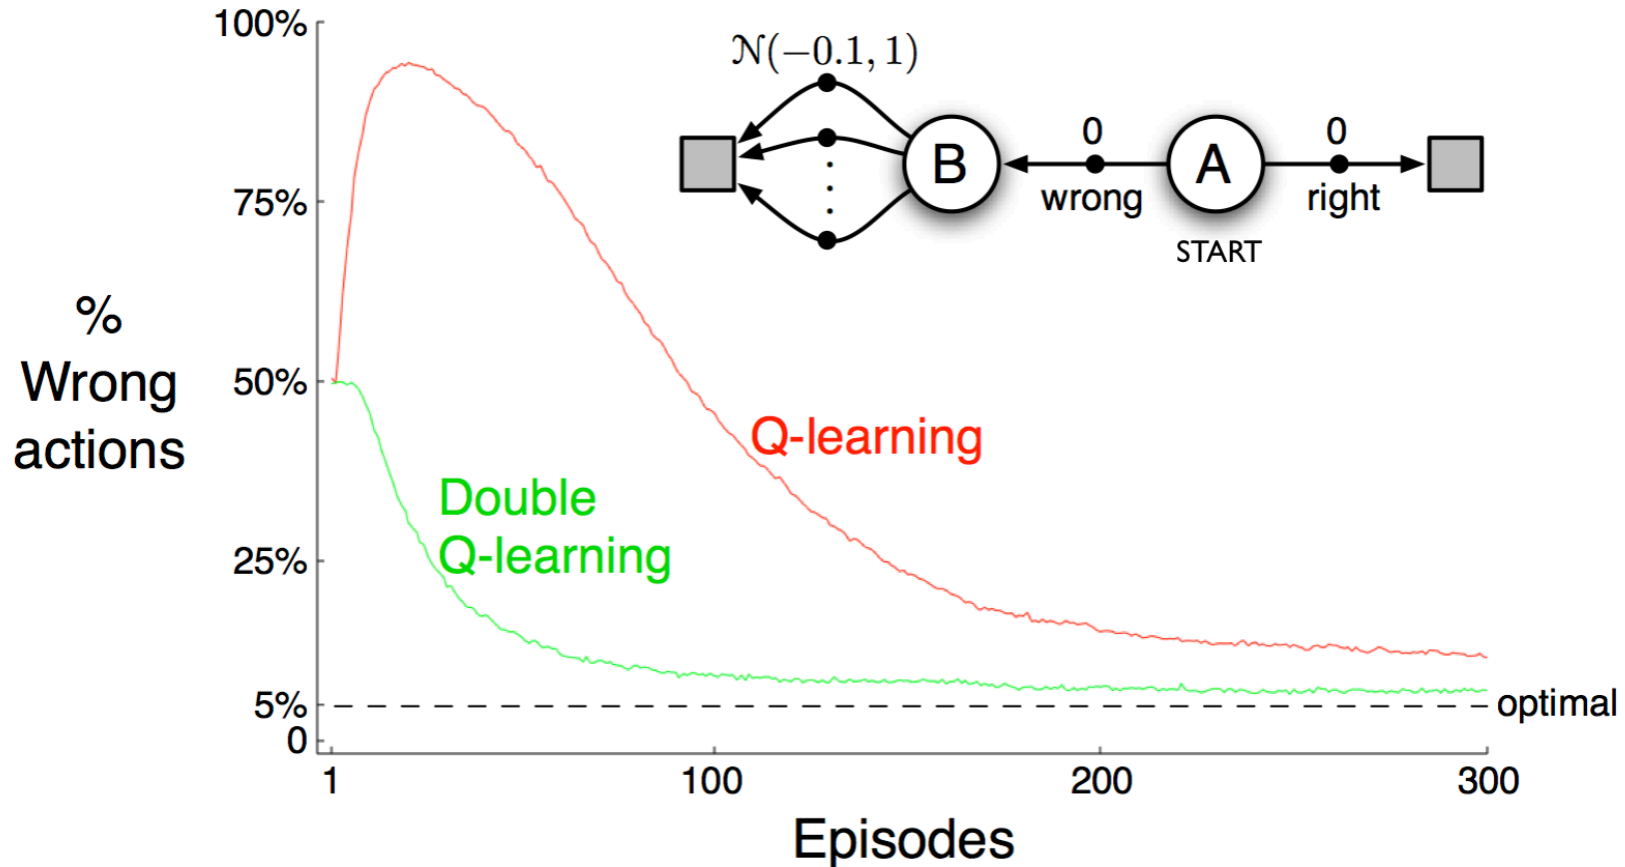 100%
75%
50%
25%
5%
0
%
Wrong
actions
𝒩(−0.1, 1)
B
0
wrong
A
START
0
right
Q-learning
Double
Q-learning
optimal
1
100
200
300
Episodes